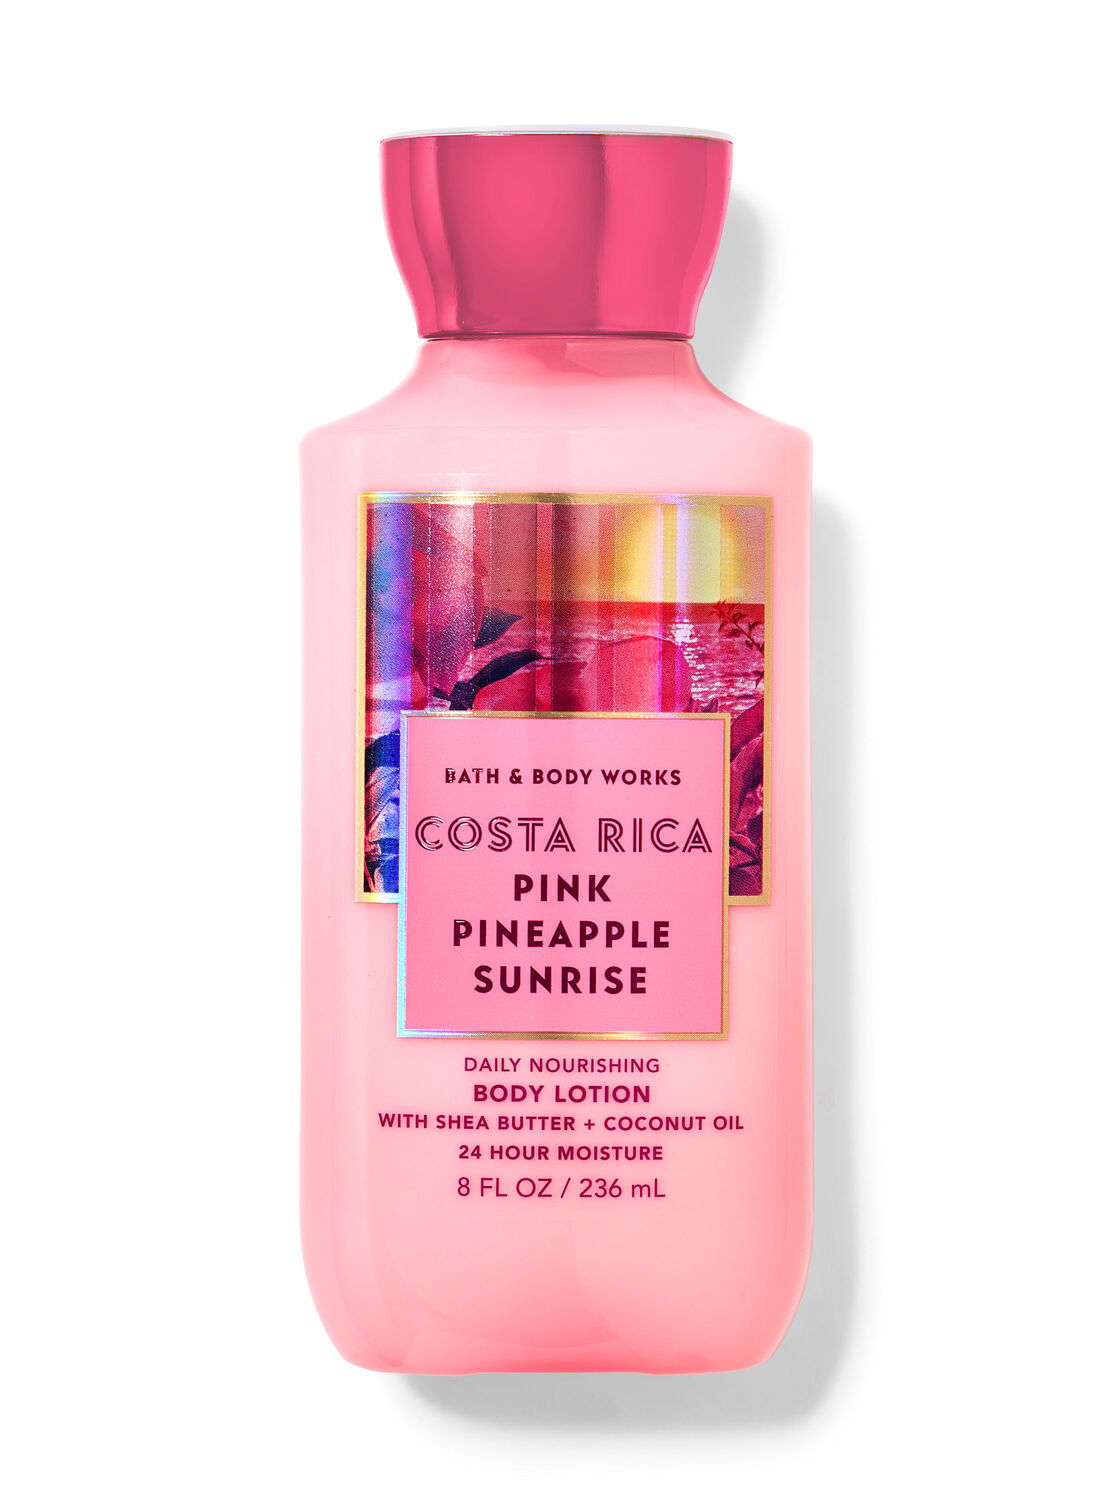 BATH & BODY WORKS
COSTA RICA
PINK
PINEAPPLE
SUNRISE
DAILY NOURISHING
BODY LOTION
WITH SHEA BUTTER + COCONUT OIL
24 HOUR MOISTURE
8 FL OZ / 236 mL